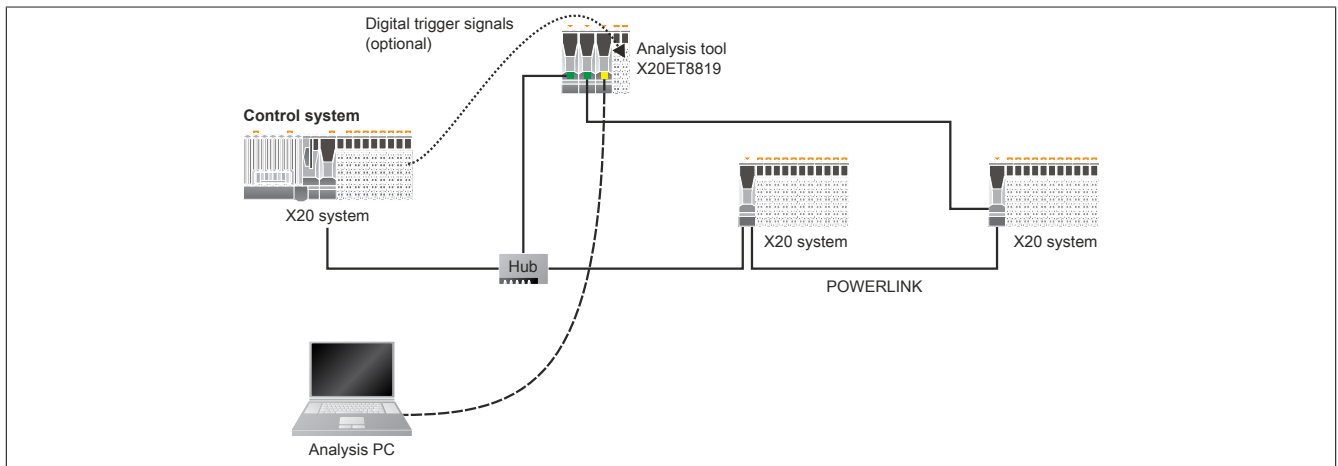 Digital trigger signals
(optional)
Analysis tool
X20ET8819
Control system
X20 system
X20 system
X20 system
Hub
POWERLINK
Analysis PC